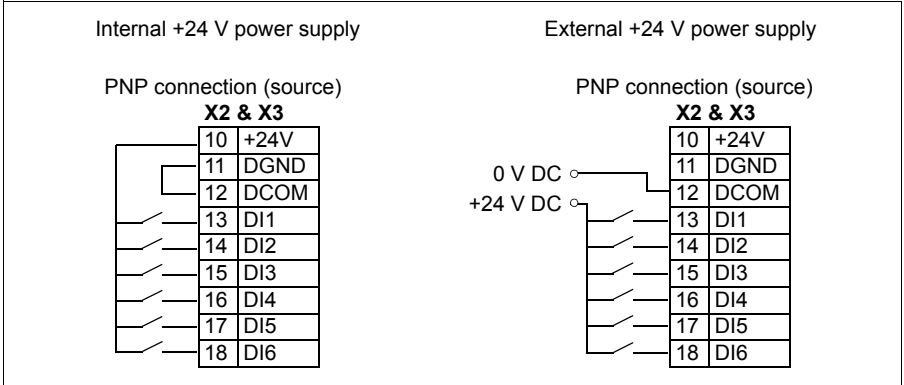 Internal +24 V power supply
PNP connection (source)
X2 & X3
10 +24V
11 DGND
12 DCOM
13 DI1
14 DI2
15 DI3
16 DI4
17 DI5
18 DI6
External +24 V power supply
PNP connection (source)
X2 & X3
0 V DC
+24 V DC
10 +24V
11 DGND
12 DCOM
13 DI1
14 DI2
15 DI3
16 DI4
17 DI5
18 DI6